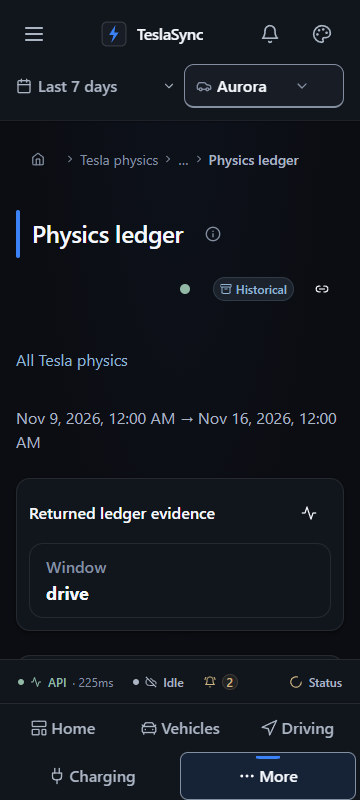 TeslaSync
Last 7 days
Aurora
Tesla physics
...
Physics ledger
Physics ledger
Historical
All Tesla physics
Nov 9, 2026, 12:00 AM → Nov 16, 2026, 12:00
AM
Returned ledger evidence
Window
drive
API · 225ms
Idle
2
Status
Home
Vehicles
Driving
Charging
More